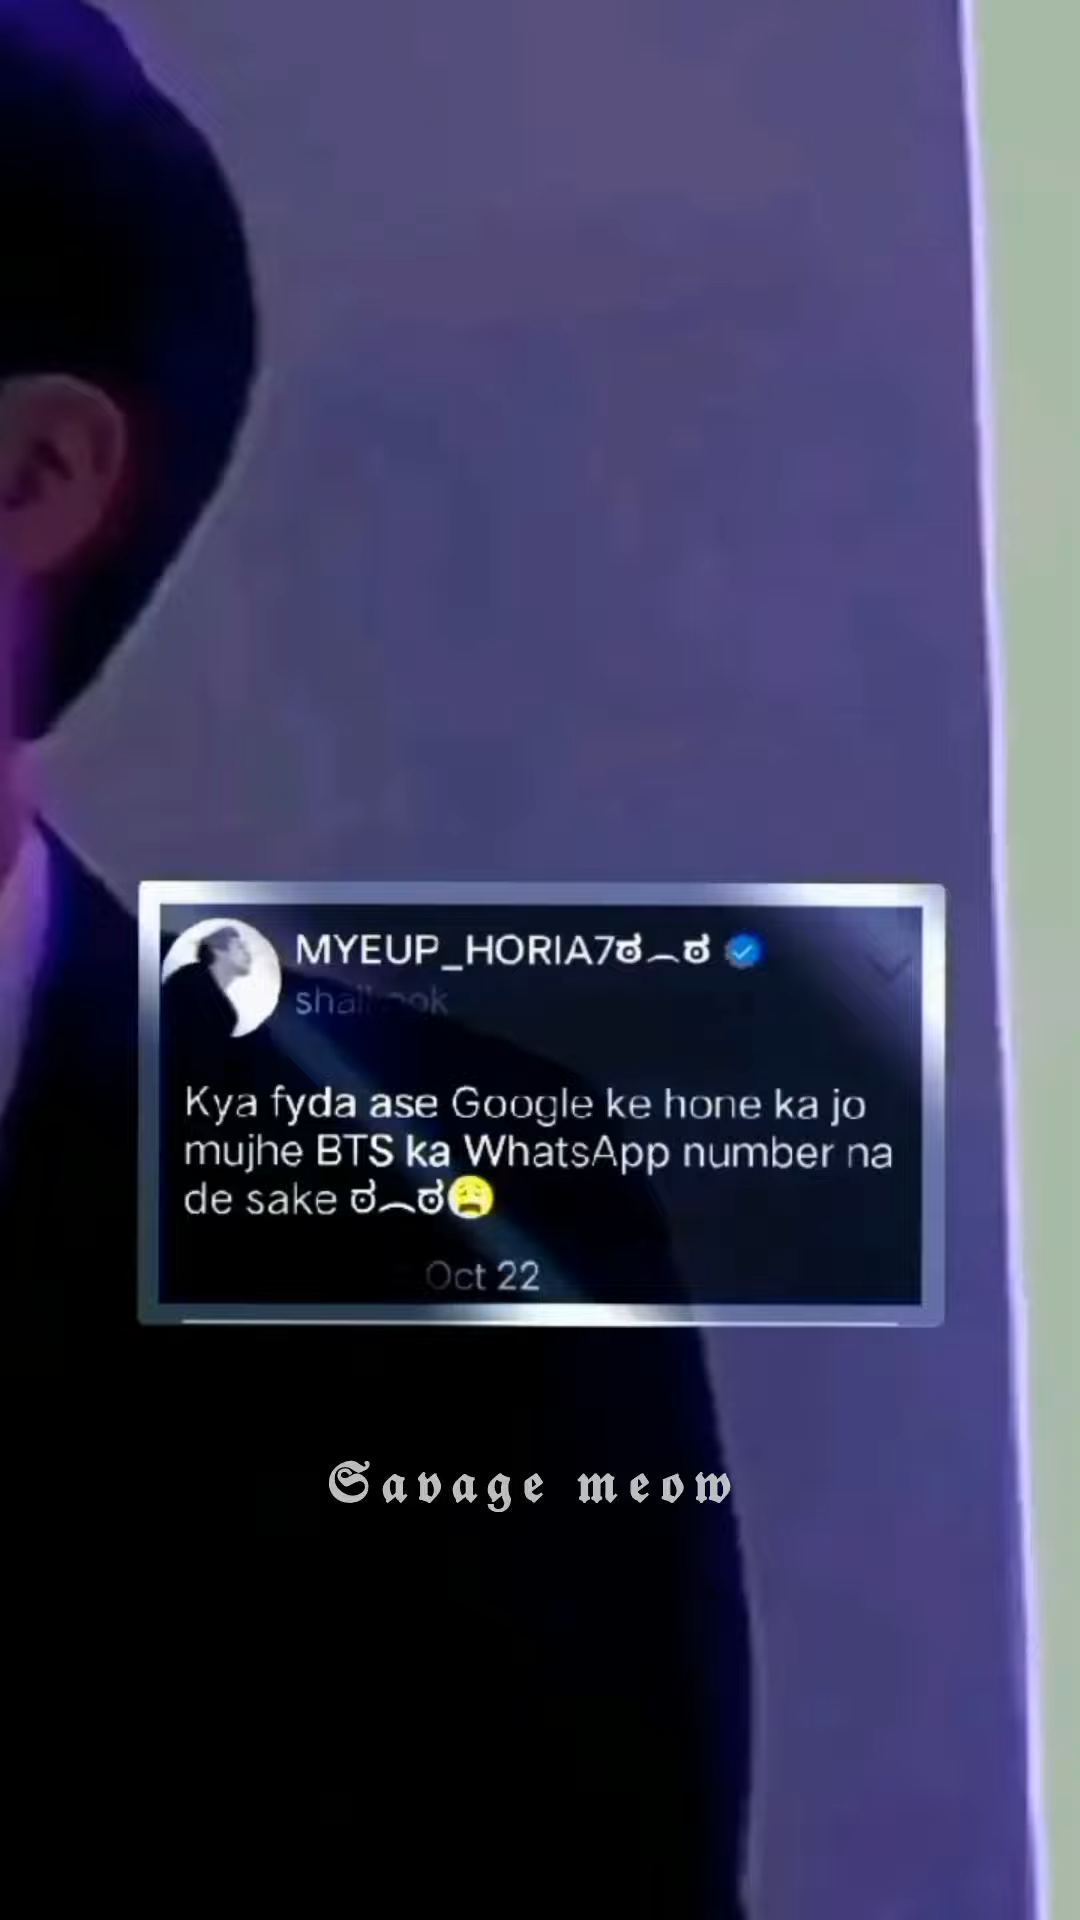 MYEUP_HORIA7ಠ⁔ಠ
Kya fyda ase Google ke hone ka jo
mujhe BTS ka WhatsApp number na
de sake ಠ⁔ಠ😩
Oct 22
Savage meow